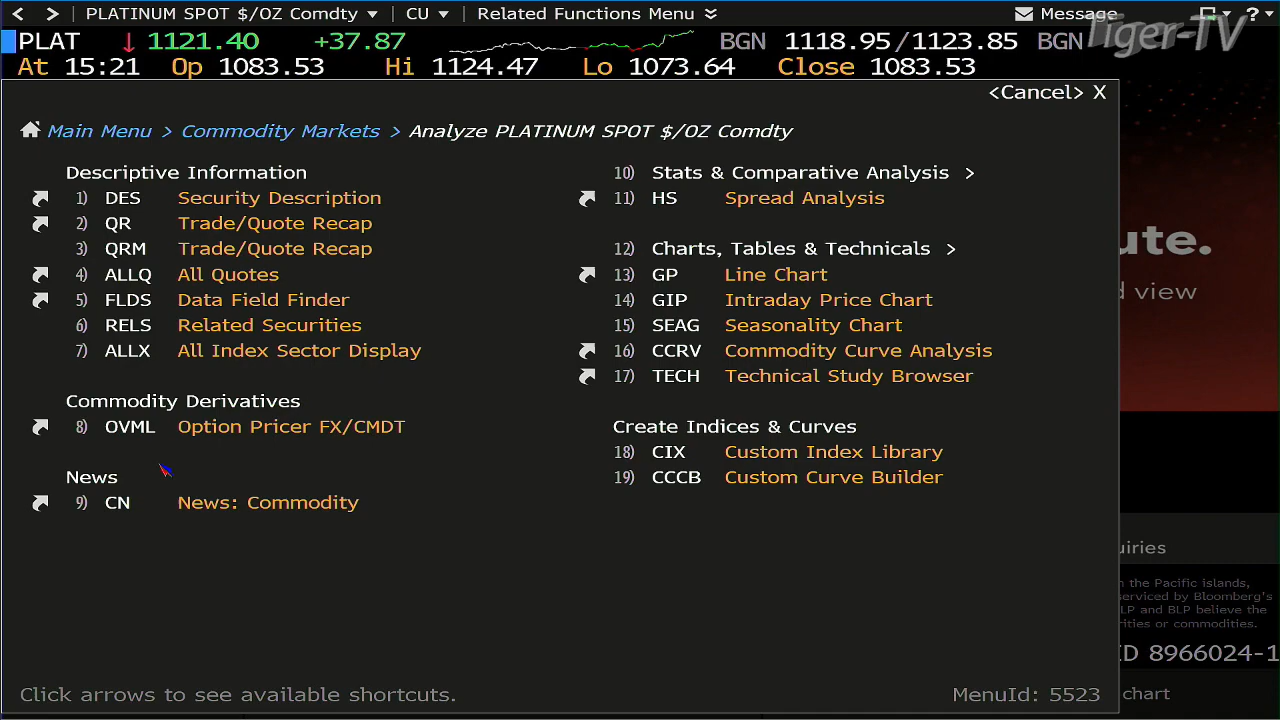 < > PLATINUM SPOT $/OZ Comdty CU Related Functions Menu Message ?
Tiger-TV
PLAT ↓ 1121.40 +37.87 BGN 1118.95/1123.85 BGN
At 15:21 Op 1083.53 Hi 1124.47 Lo 1073.64 Close 1083.53
<Cancel> X
Main Menu > Commodity Markets > Analyze PLATINUM SPOT $/OZ Comdty
Descriptive Information
1) DES Security Description
2) QR Trade/Quote Recap
3) QRM Trade/Quote Recap
4) ALLQ All Quotes
5) FLDS Data Field Finder
6) RELS Related Securities
7) ALLX All Index Sector Display
Commodity Derivatives
8) OVML Option Pricer FX/CMDT
News
9) CN News: Commodity
10) Stats & Comparative Analysis >
11) HS Spread Analysis
12) Charts, Tables & Technicals >
13) GP Line Chart
14) GIP Intraday Price Chart
15) SEAG Seasonality Chart
16) CCRV Commodity Curve Analysis
17) TECH Technical Study Browser
Create Indices & Curves
18) CIX Custom Index Library
19) CCCB Custom Curve Builder
Click arrows to see available shortcuts.
MenuId: 5523
ute.
d view
uiries
n the Pacific islands,
serviced by Bloomberg's
LP and BLP believe the
rities or commodities.
ID 8966024-1
chart